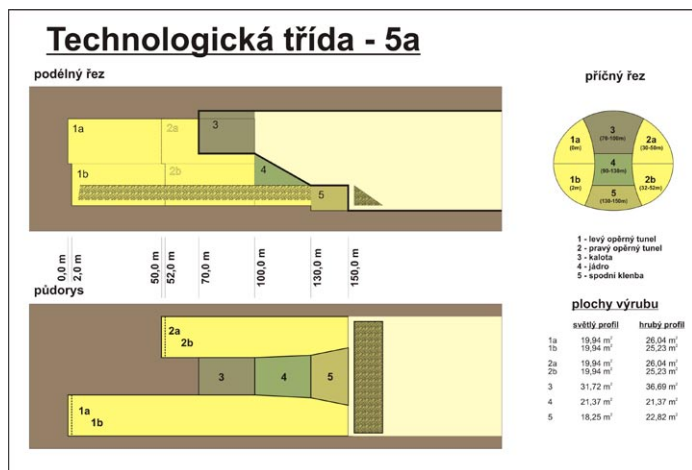 Technologická třída - 5a
podélný řez
příčný řez
1a
2a
3
1b
2b
4
5
3
(70-100m)
1a
(0m)
2a
(30-50m)
4
1b
(2m)
2b
(32-52m)
5
(130-150m)
1 - levý opěrný tunel
2 - pravý opěrný tunel
3 - kalota
4 - jádro
5 - spodní klenba
0,0 m
2,0 m
50,0 m
52,0 m
70,0 m
100,0 m
130,0 m
150,0 m
půdorys
2a
2b
3
4
5
1a
1b
plochy výrubu
světlý profil hrubý profil
1a 19,94 m² 26,04 m²
1b 19,94 m² 25,23 m²
2a 19,94 m² 26,04 m²
2b 19,94 m² 25,23 m²
3 31,72 m² 36,69 m²
4 21,37 m² 21,37 m²
5 18,25 m² 22,82 m²